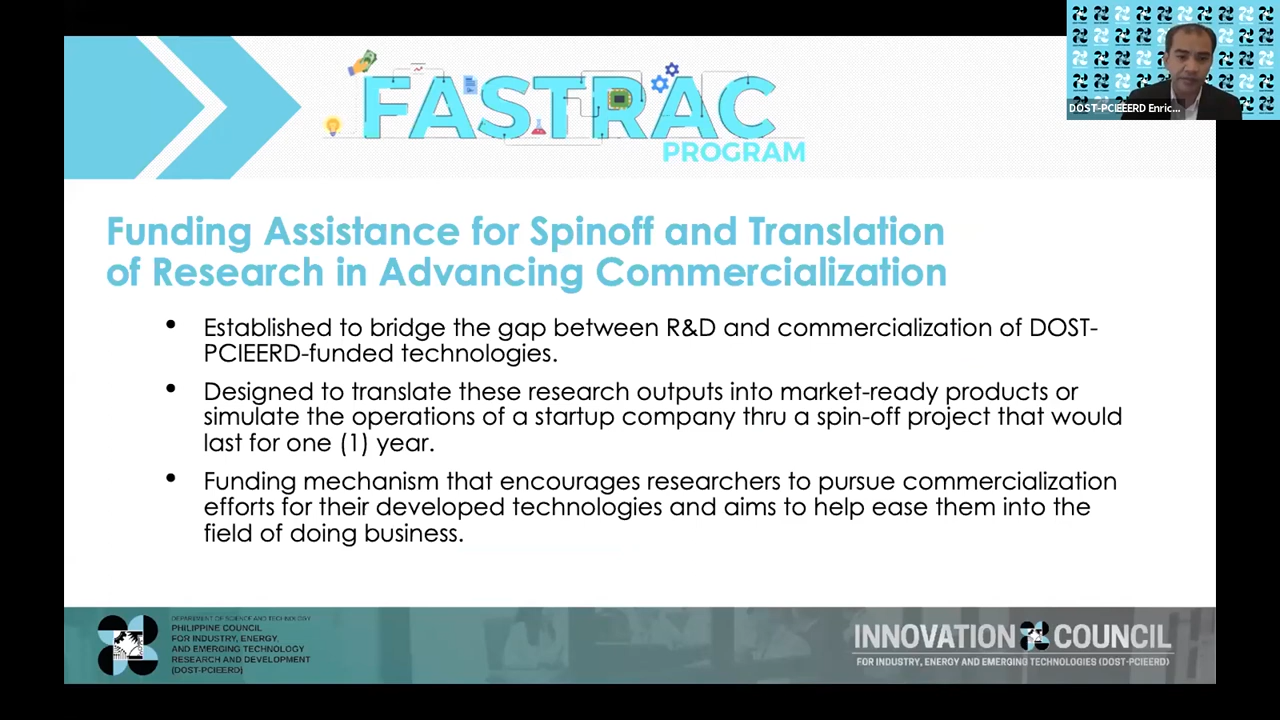 FASTRAC
PROGRAM
DOST-PCIEERD Enric...
Funding Assistance for Spinoff and Translation
of Research in Advancing Commercialization
• Established to bridge the gap between R&D and commercialization of DOST-
PCIEERD-funded technologies.
• Designed to translate these research outputs into market-ready products or
simulate the operations of a startup company thru a spin-off project that would
last for one (1) year.
• Funding mechanism that encourages researchers to pursue commercialization
efforts for their developed technologies and aims to help ease them into the
field of doing business.
DEPARTMENT OF SCIENCE AND TECHNOLOGY
PHILIPPINE COUNCIL
FOR INDUSTRY, ENERGY,
AND EMERGING TECHNOLOGY
RESEARCH AND DEVELOPMENT
(DOST-PCIEERD)
INNOVATION COUNCIL
FOR INDUSTRY, ENERGY AND EMERGING TECHNOLOGIES (DOST-PCIEERD)